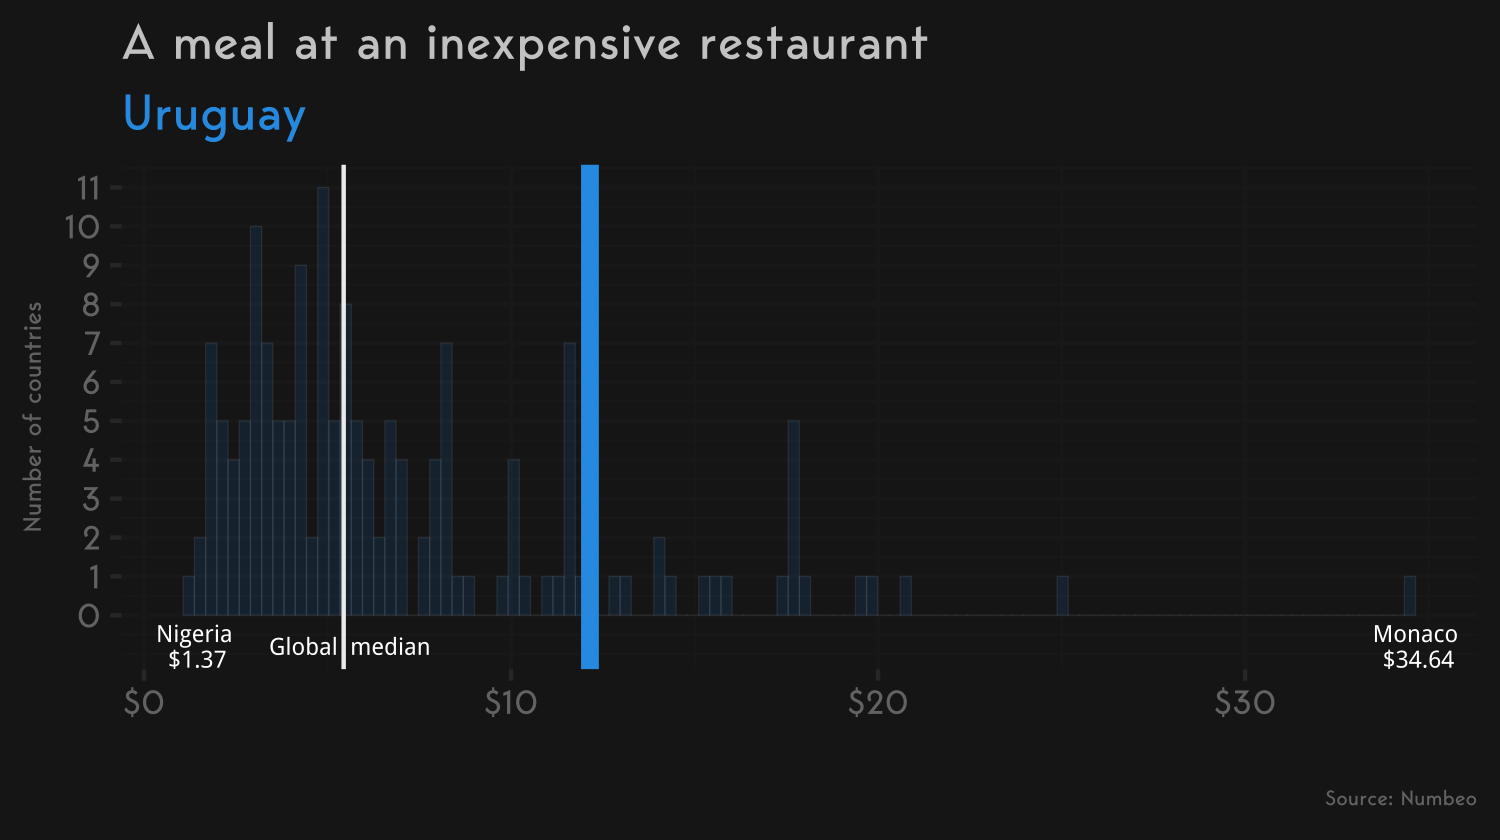 A meal at an inexpensive restaurant
Uruguay
Number of countries
11
10
9
8
7
6
5
4
3
2
1
0
Nigeria
$1.37
Global median
Monaco
$34.64
$0 $10 $20 $30
Source: Numbeo